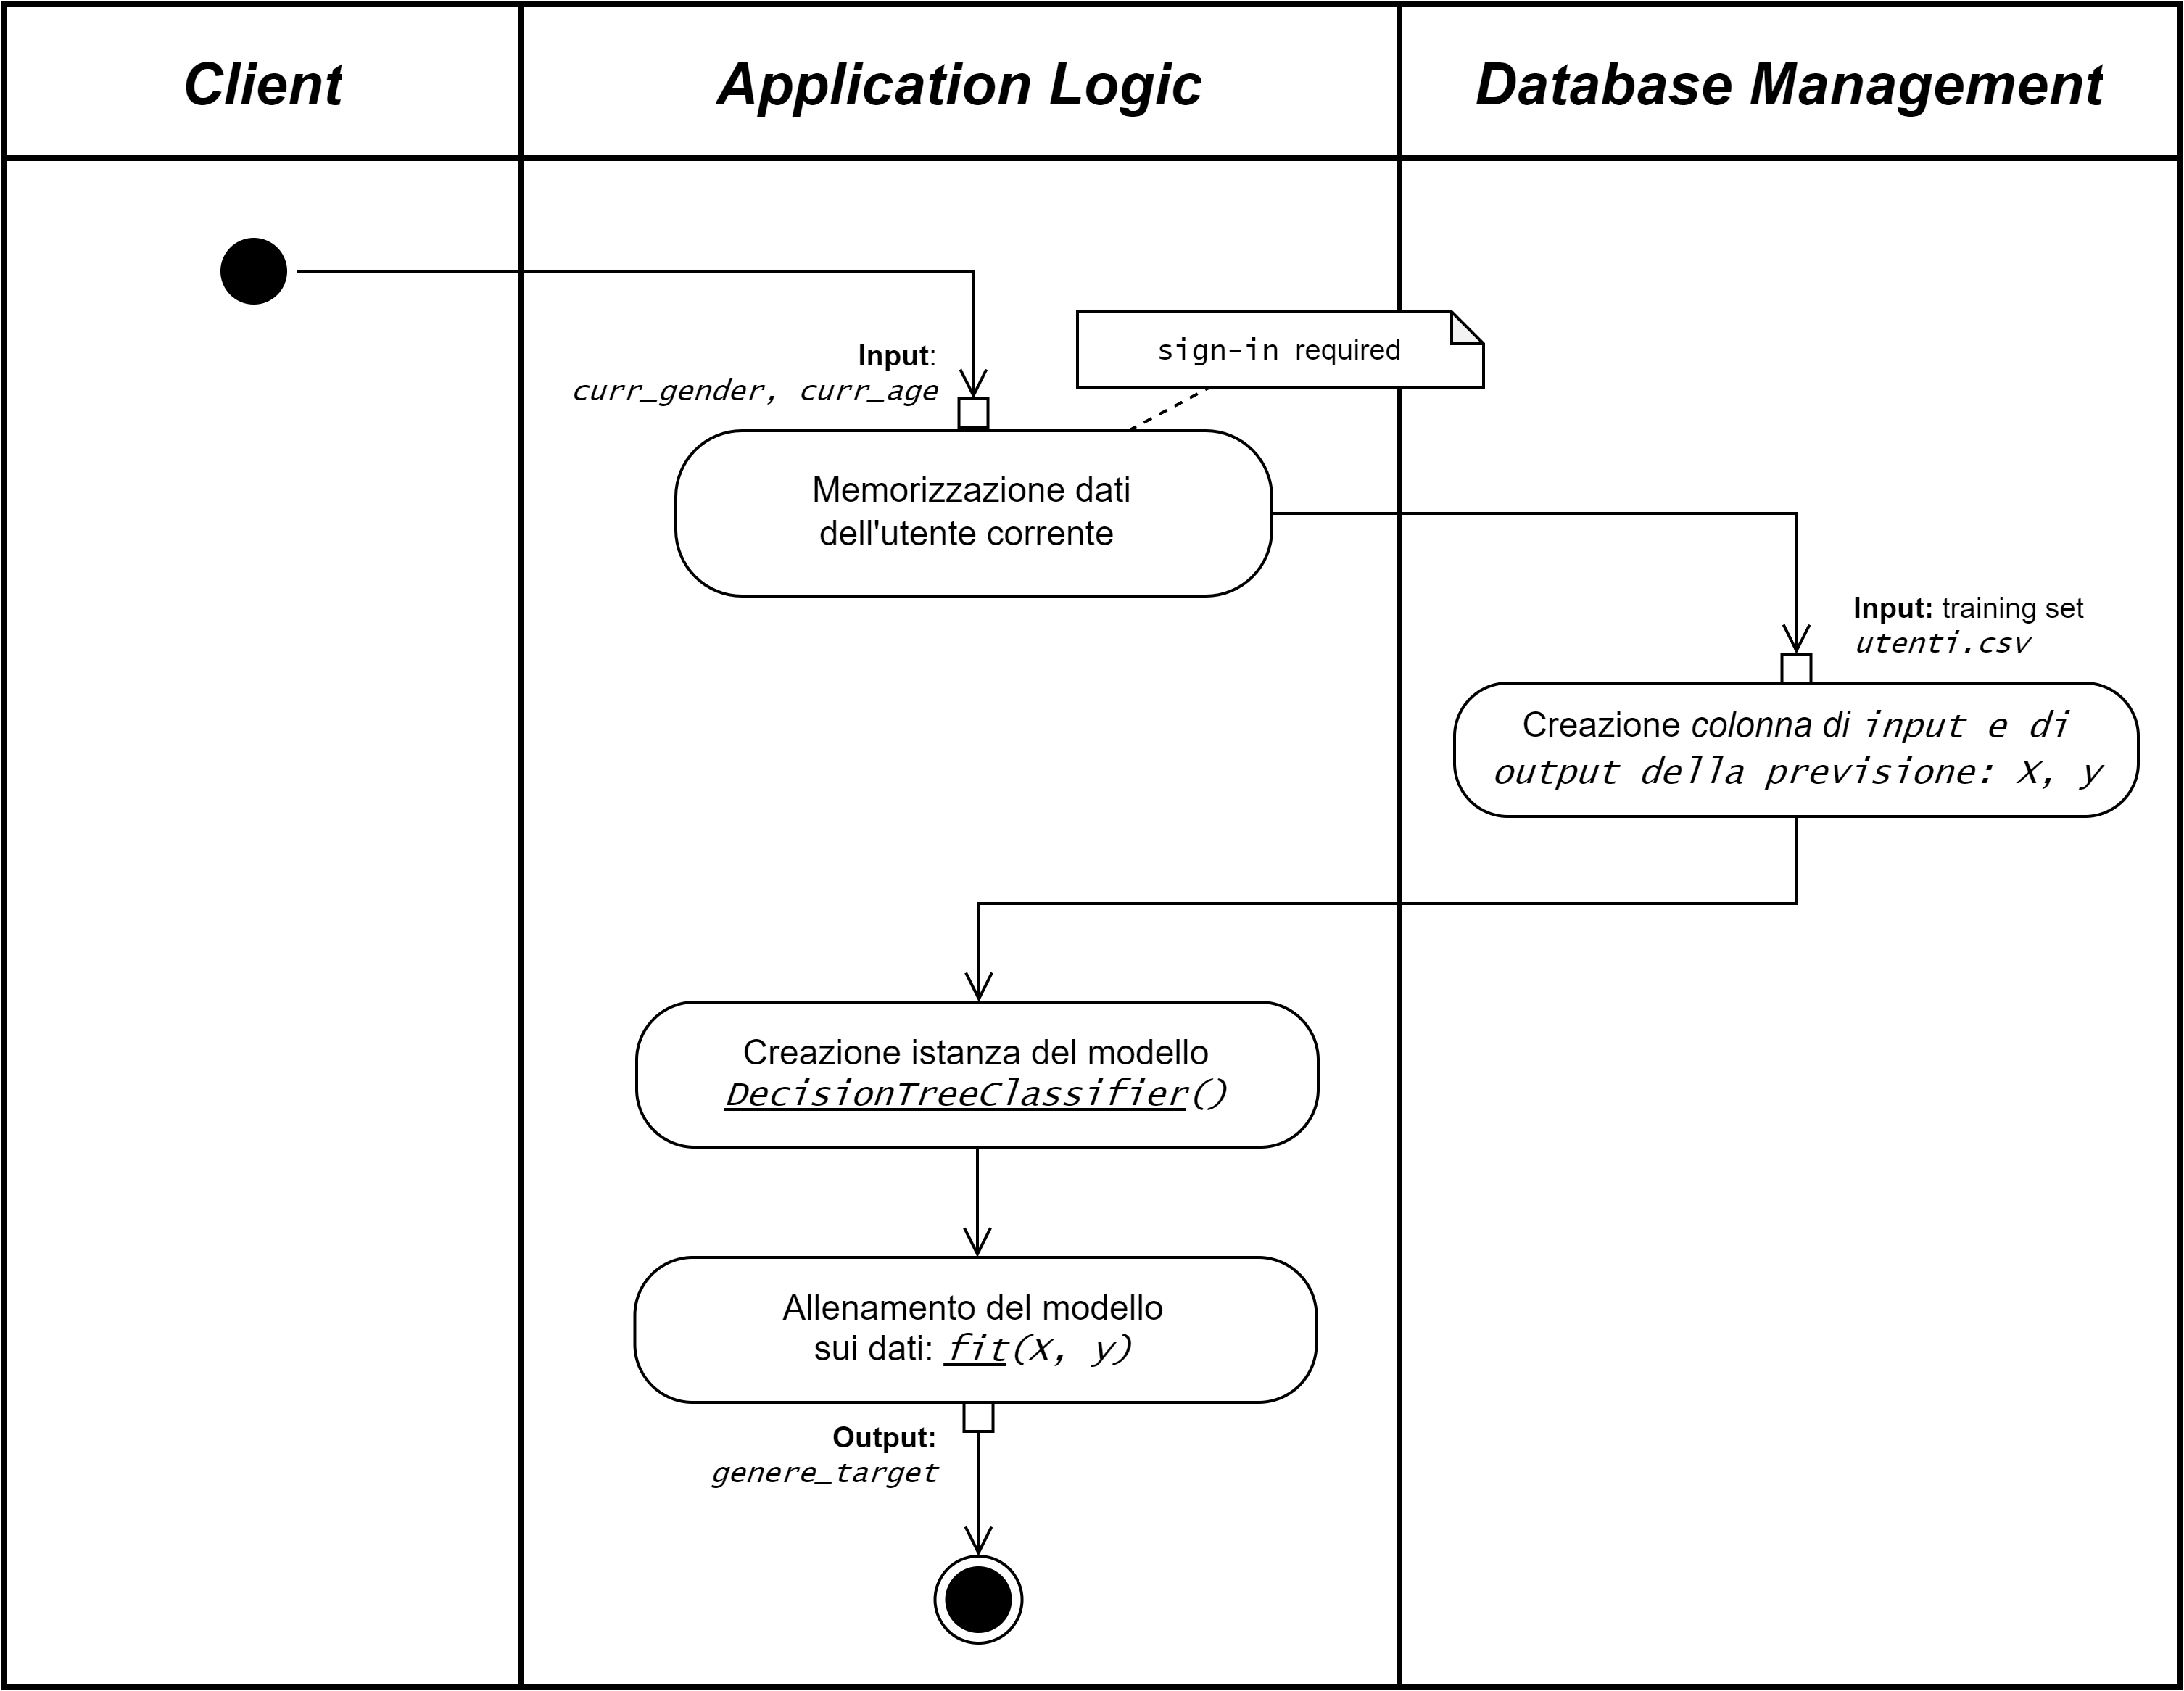 Client
Application Logic
Database Management
sign-in required
Input:
curr_gender, curr_age
Memorizzazione dati
dell'utente corrente
Input: training set
utenti.csv
Creazione colonna di input e di
output della previsione: X, y
Creazione istanza del modello
DecisionTreeClassifier()
Allenamento del modello
sui dati: fit(X, y)
Output:
genere_target